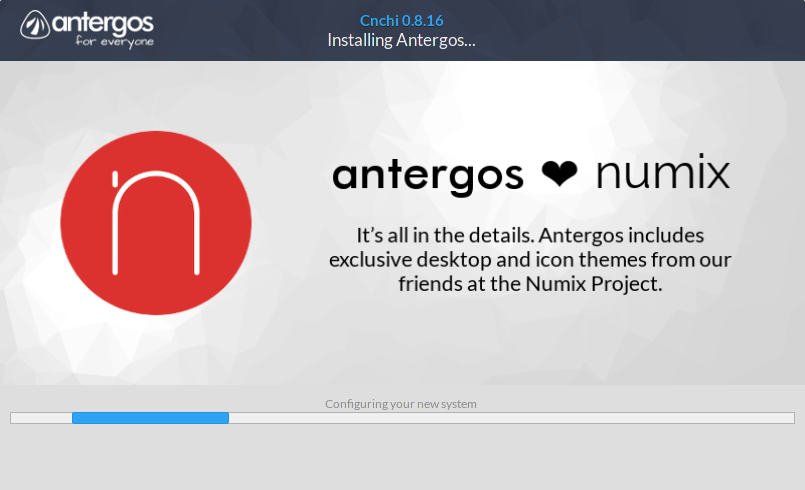 antergos
for everyone
Cnchi 0.8.16
Installing Antergos...
antergos ❤ numix
It's all in the details. Antergos includes
exclusive desktop and icon themes from our
friends at the Numix Project.
Configuring your new system